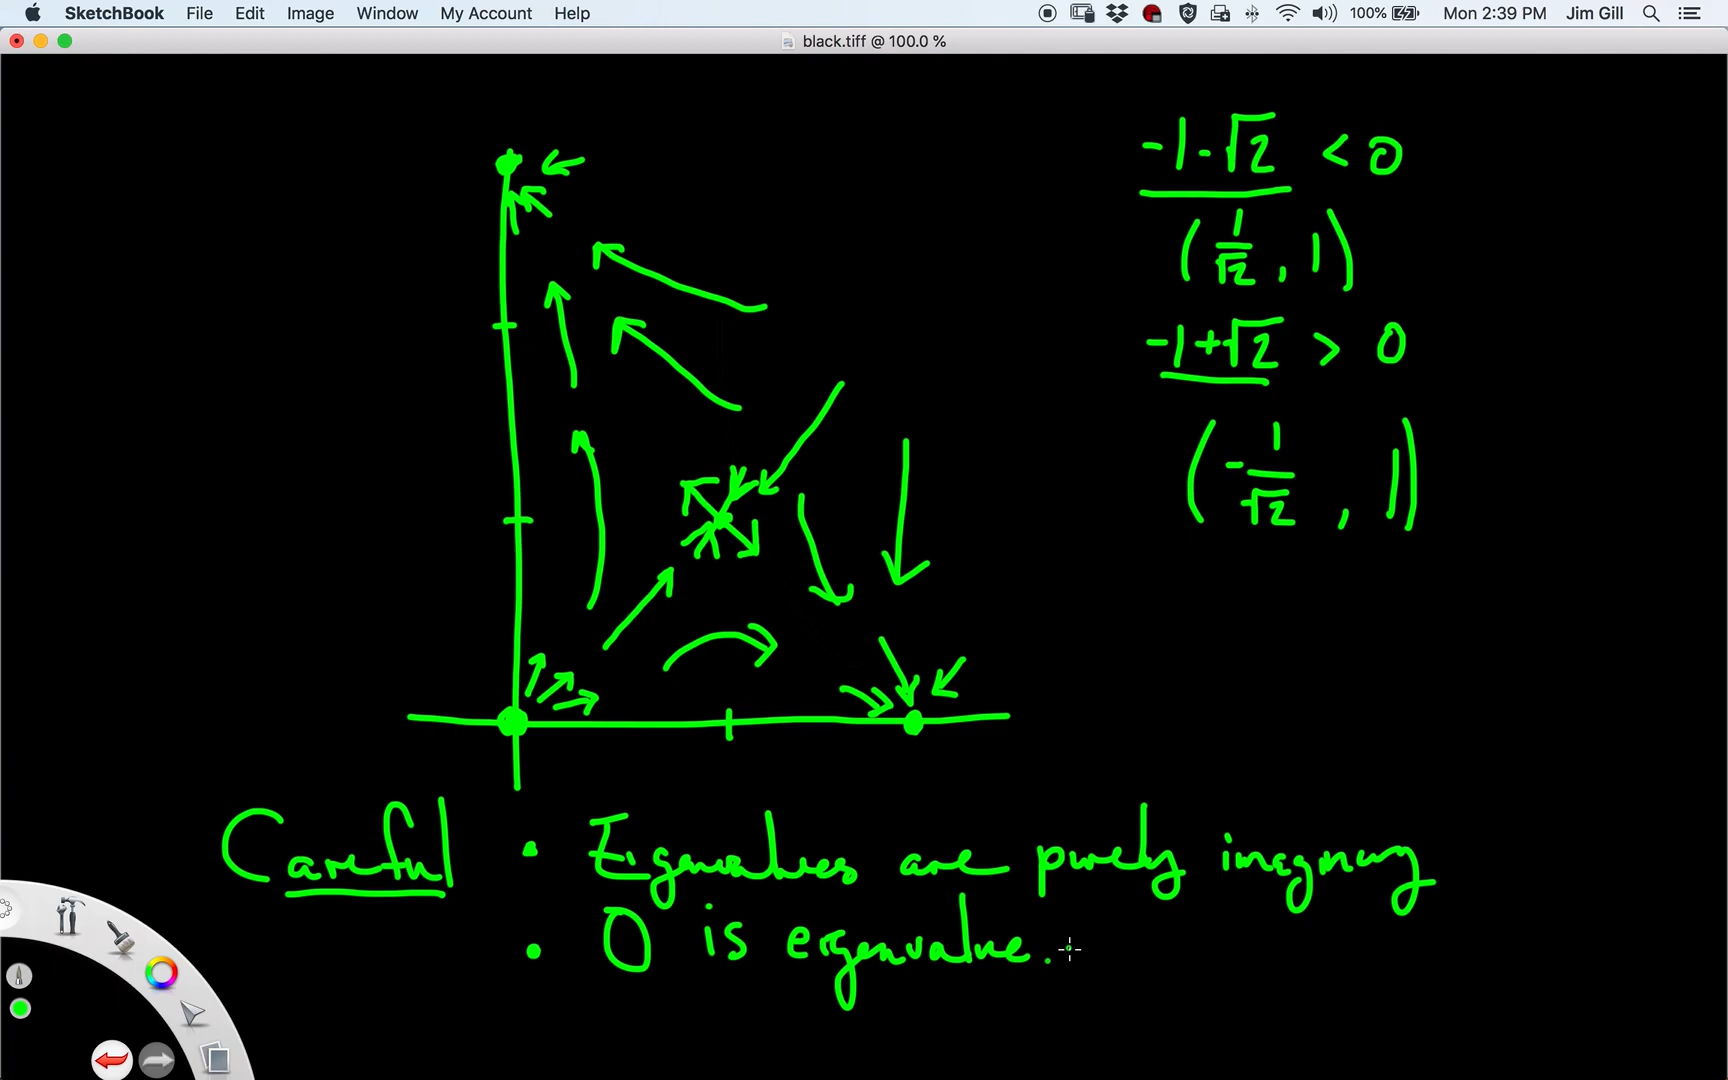 SketchBook File Edit Image Window My Account Help 100% Mon 2:39 PM Jim Gill
black.tiff @ 100.0 %
-1-√2 < 0
(1/√2, 1)
-1+√2 > 0
(-1/√2, 1)
Careful • Eigenvalues are purely imaginary
• 0 is eigenvalue.